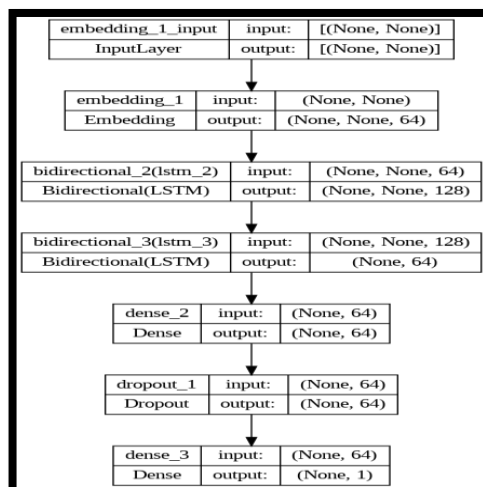 embedding_1_input input: [(None, None)]
InputLayer output: [(None, None)]
embedding_1 input: (None, None)
Embedding output: (None, None, 64)
bidirectional_2(lstm_2) input: (None, None, 64)
Bidirectional(LSTM) output: (None, None, 128)
bidirectional_3(lstm_3) input: (None, None, 128)
Bidirectional(LSTM) output: (None, 64)
dense_2 input: (None, 64)
Dense output: (None, 64)
dropout_1 input: (None, 64)
Dropout output: (None, 64)
dense_3 input: (None, 64)
Dense output: (None, 1)